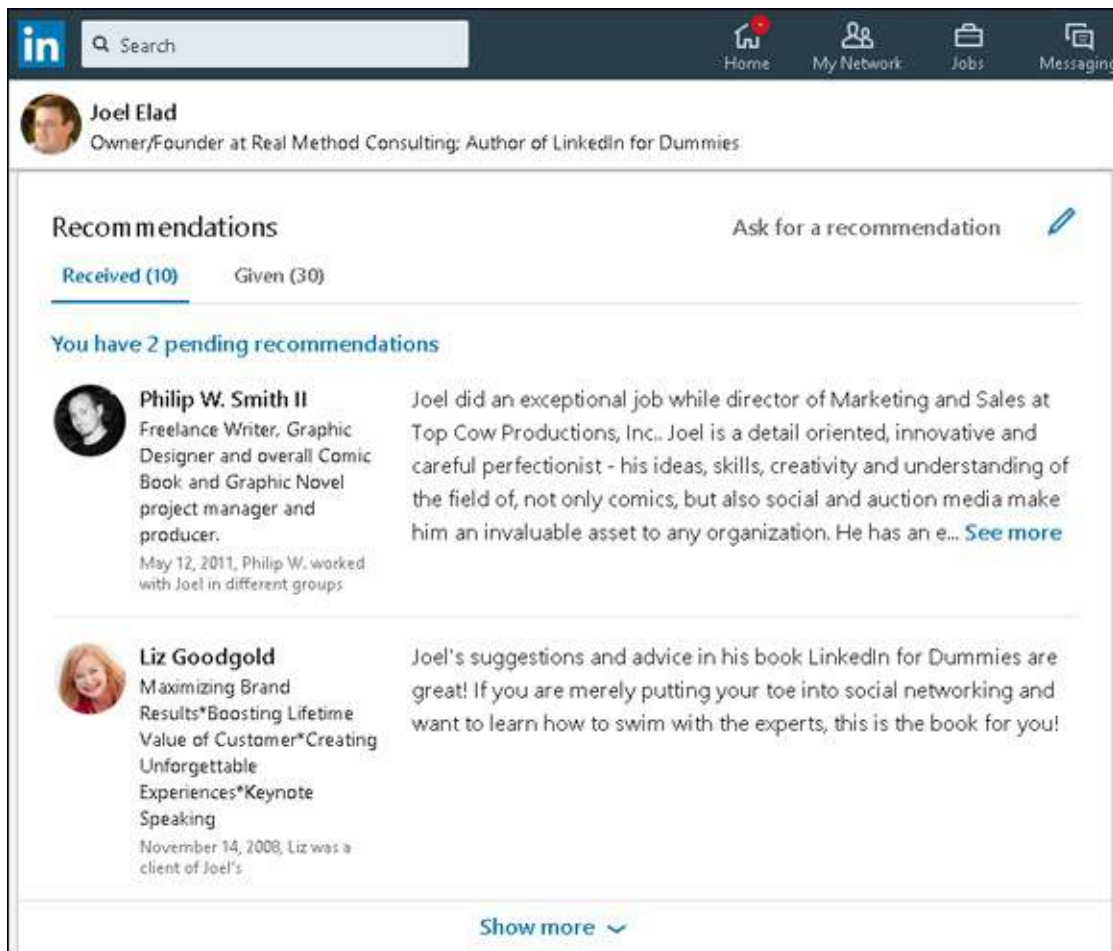 in
Search
Home
My Network
Jobs
Messaging
Joel Elad
Owner/Founder at Real Method Consulting; Author of LinkedIn for Dummies
Recommendations
Ask for a recommendation
Received (10)
Given (30)
You have 2 pending recommendations
Philip W. Smith II
Freelance Writer, Graphic
Designer and overall Comic
Book and Graphic Novel
project manager and
producer.
May 12, 2011, Philip W. worked
with Joel in different groups
Joel did an exceptional job while director of Marketing and Sales at
Top Cow Productions, Inc.. Joel is a detail oriented, innovative and
careful perfectionist - his ideas, skills, creativity and understanding of
the field of, not only comics, but also social and auction media make
him an invaluable asset to any organization. He has an e... See more
Liz Goodgold
Maximizing Brand
Results*Boosting Lifetime
Value of Customer*Creating
Unforgettable
Experiences*Keynote
Speaking
November 14, 2008, Liz was a
client of Joel's
Joel's suggestions and advice in his book LinkedIn for Dummies are
great! If you are merely putting your toe into social networking and
want to learn how to swim with the experts, this is the book for you!
Show more